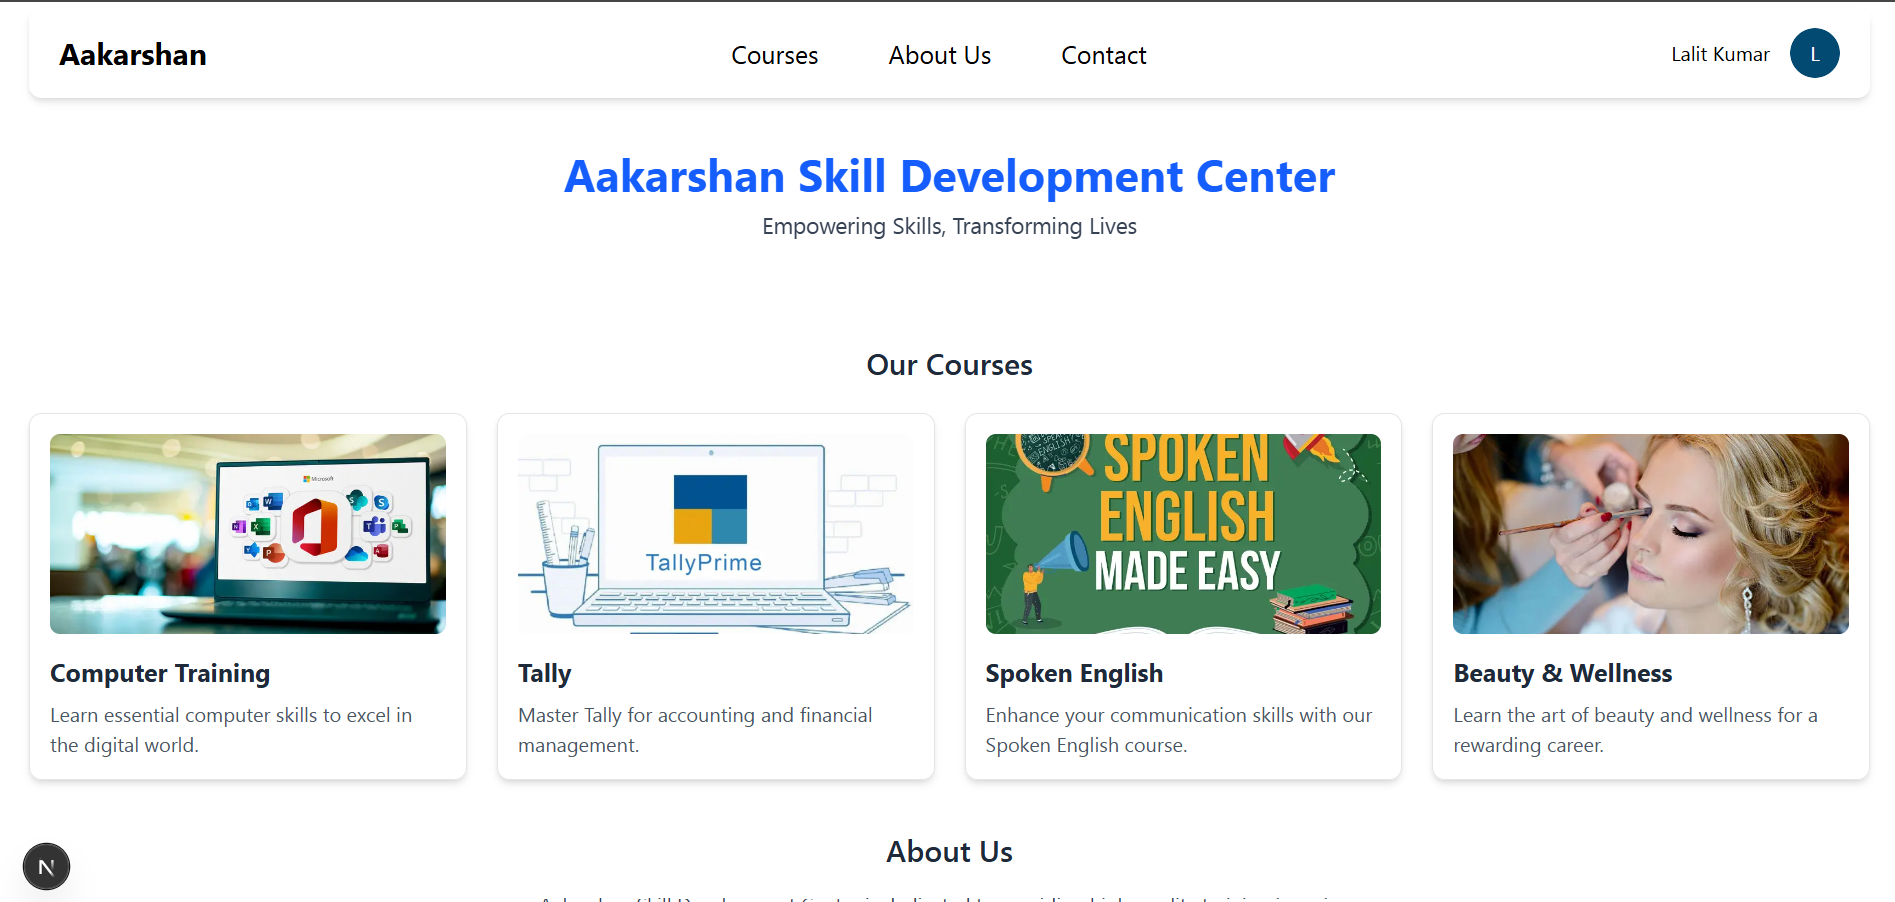 Aakarshan
Courses
About Us
Contact
Lalit Kumar
L
Aakarshan Skill Development Center
Empowering Skills, Transforming Lives
Our Courses
Microsoft
TallyPrime
SPOKEN
ENGLISH
MADE EASY
Computer Training
Learn essential computer skills to excel in
the digital world.
Tally
Master Tally for accounting and financial
management.
Spoken English
Enhance your communication skills with our
Spoken English course.
Beauty & Wellness
Learn the art of beauty and wellness for a
rewarding career.
N
About Us